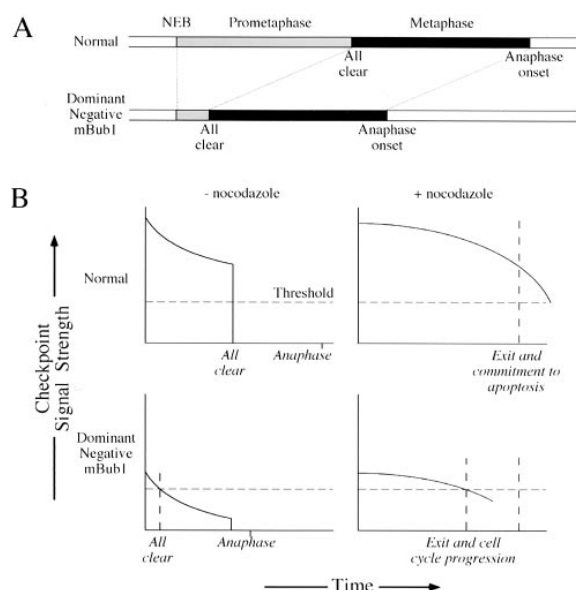 A
NEB
Prometaphase
Metaphase
Normal
All
clear
Anaphase
onset
Dominant
Negative
mBub1
All
clear
Anaphase
onset
B
- nocodazole
+ nocodazole
Normal
Threshold
All
clear
Anaphase
Exit and
commitment to
apoptosis
Checkpoint
Signal Strength
Dominant
Negative
mBub1
All
clear
Anaphase
Exit and cell
cycle progression
Time